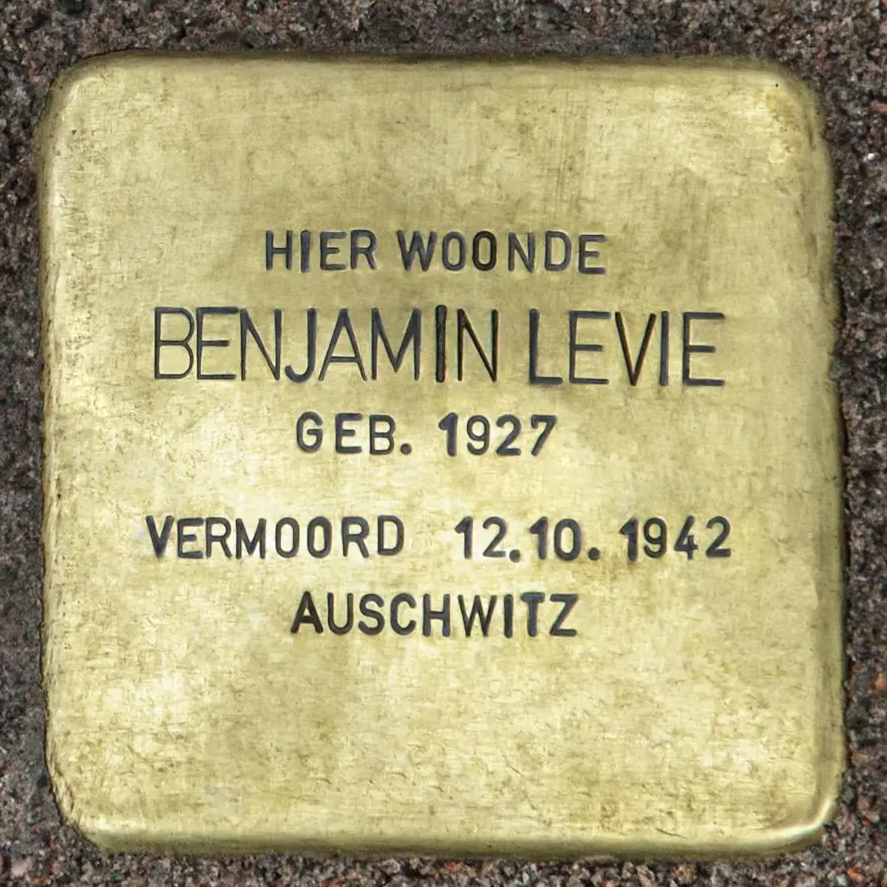 HIER WOONDE
BENJAMIN LEVIE
GEB. 1927
VERMOORD 12.10.1942
AUSCHWITZ